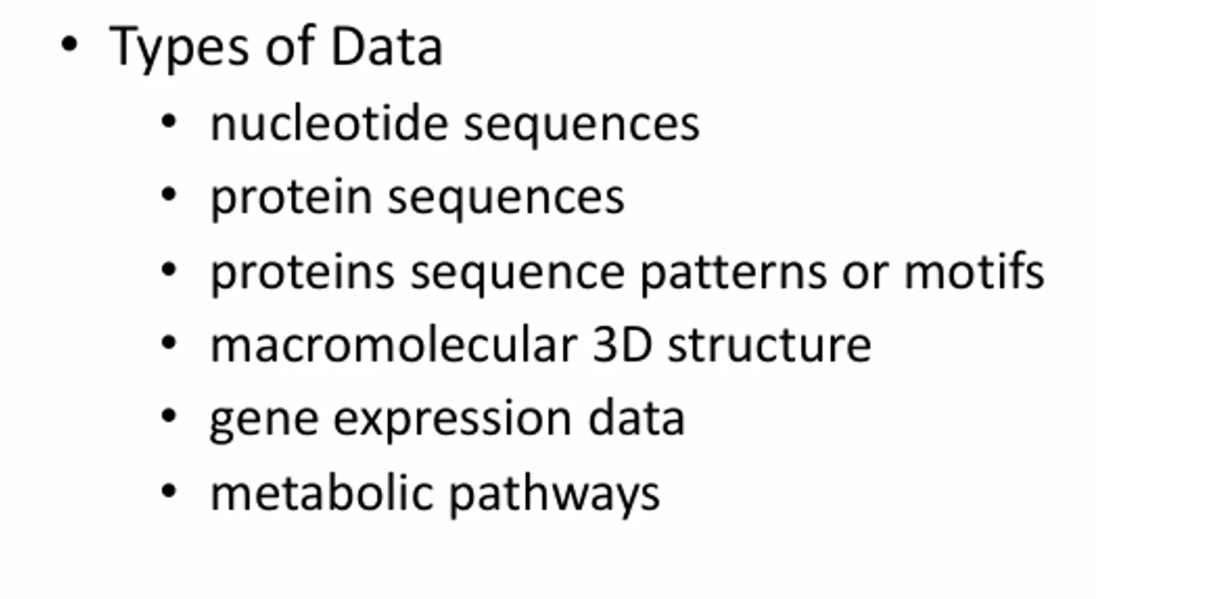 • Types of Data
• nucleotide sequences
• protein sequences
• proteins sequence patterns or motifs
• macromolecular 3D structure
• gene expression data
• metabolic pathways